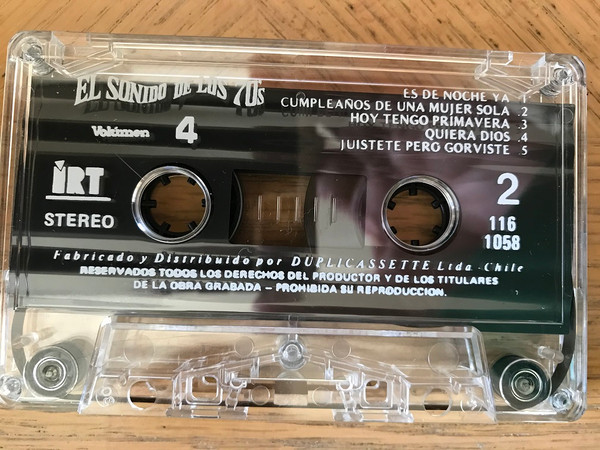 EL SONIDO DE LOS 70s
Volumen 4
ES DE NOCHE YA 1
CUMPLEAÑOS DE UNA MUJER SOLA .2
HOY TENGO PRIMAVERA .3
QUIERA DIOS .4
JUISTETE PERO GORVISTE .5
IRT
STEREO
2
116
1058
Fabricado y Distribuido por DUPLICASSETTE Ltda - Chile
RESERVADOS TODOS LOS DERECHOS DEL PRODUCTOR Y DE LOS TITULARES
DE LA OBRA GRABADA – PROHIBIDA SU REPRODUCCION.